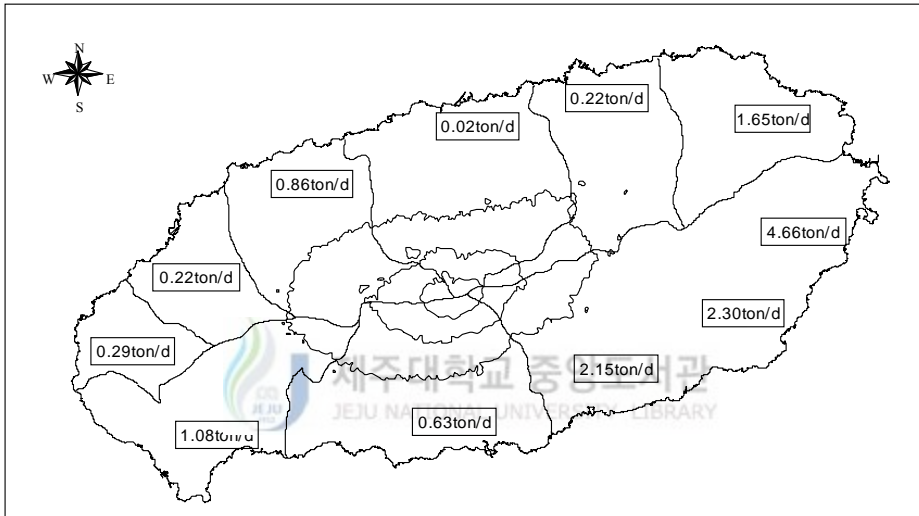 N
W E
S
0.22ton/d
0.02ton/d
1.65ton/d
0.86ton/d
4.66ton/d
0.22ton/d
2.30ton/d
0.29ton/d
2.15ton/d
제주대학교 중앙도서관
JEJU NATIONAL UNIVERSITY LIBRARY
JEJU
0.63ton/d
1.08ton/d